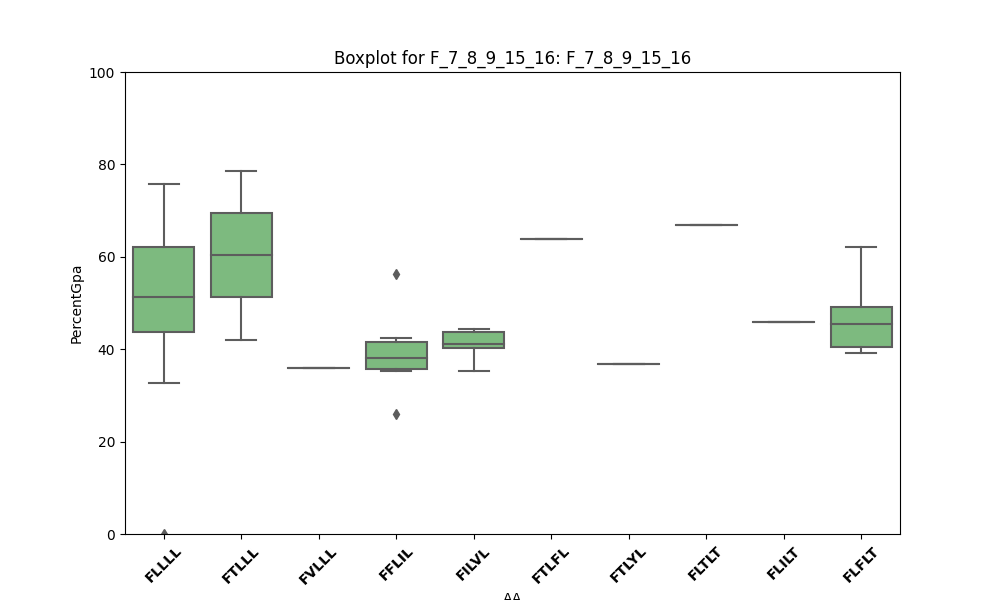 Boxplot for F_7_8_9_15_16: F_7_8_9_15_16
PercentGpa
100
80
60
40
20
0
FLLLL
FTLLL
FVLLL
FFLIL
FILVL
FTLFL
FTLYL
FLTLT
FLILT
FLFLT
AA